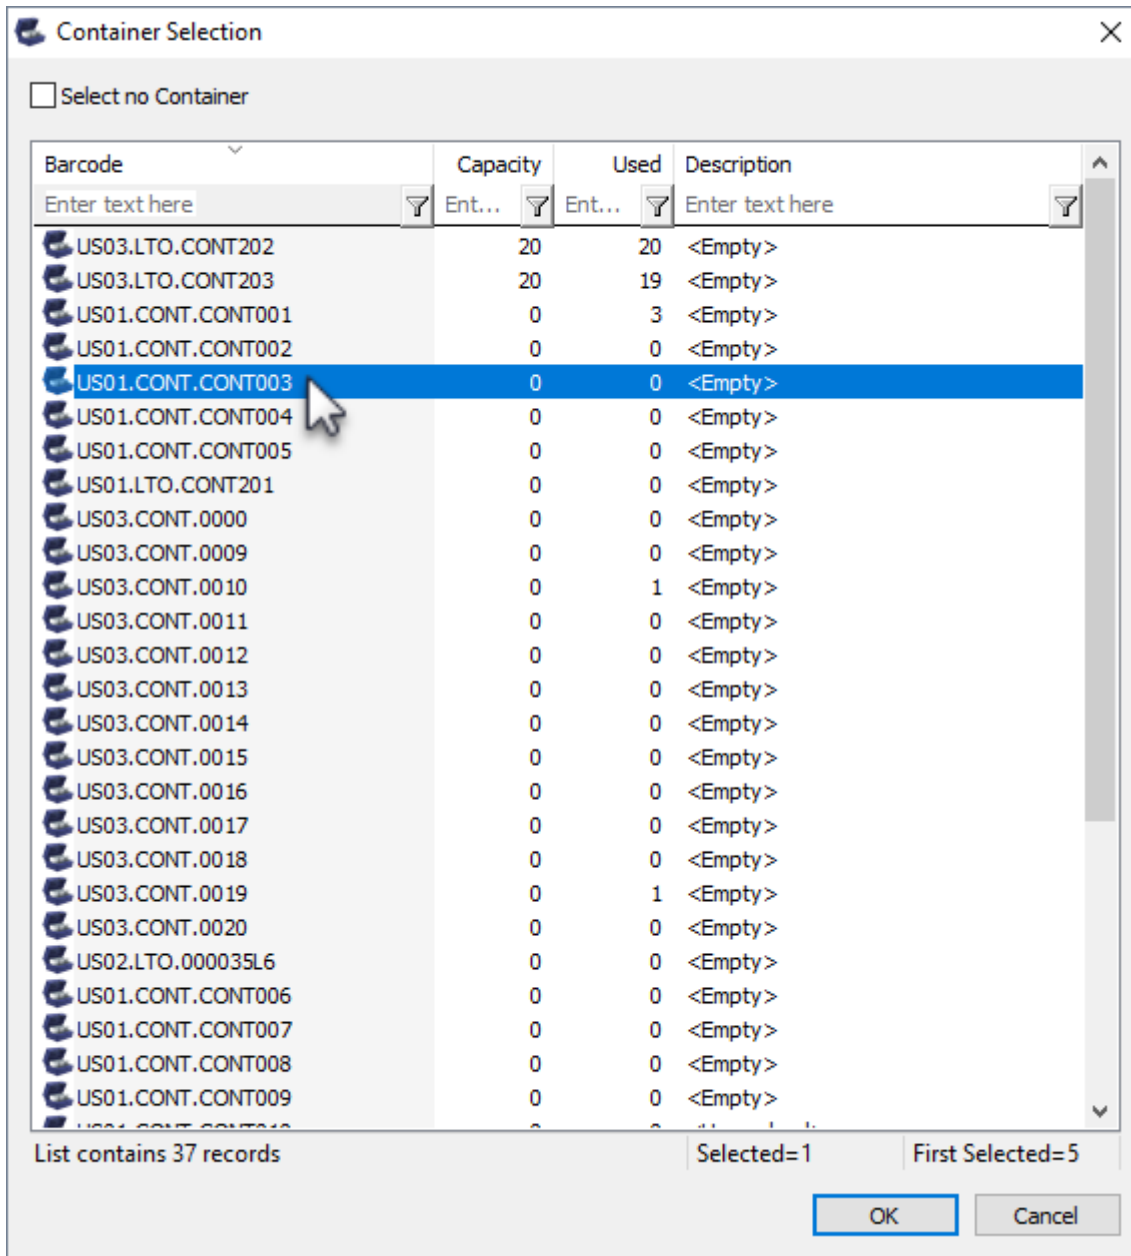 Container Selection
Select no Container
Barcode Capacity Used Description
Enter text here Ent... Ent... Enter text here
US03.LTO.CONT202 20 20 <Empty>
US03.LTO.CONT203 20 19 <Empty>
US01.CONT.CONT001 0 3 <Empty>
US01.CONT.CONT002 0 0 <Empty>
US01.CONT.CONT003 0 0 <Empty>
US01.CONT.CONT004 0 0 <Empty>
US01.CONT.CONT005 0 0 <Empty>
US01.LTO.CONT201 0 0 <Empty>
US03.CONT.0000 0 0 <Empty>
US03.CONT.0009 0 0 <Empty>
US03.CONT.0010 0 1 <Empty>
US03.CONT.0011 0 0 <Empty>
US03.CONT.0012 0 0 <Empty>
US03.CONT.0013 0 0 <Empty>
US03.CONT.0014 0 0 <Empty>
US03.CONT.0015 0 0 <Empty>
US03.CONT.0016 0 0 <Empty>
US03.CONT.0017 0 0 <Empty>
US03.CONT.0018 0 0 <Empty>
US03.CONT.0019 0 1 <Empty>
US03.CONT.0020 0 0 <Empty>
US02.LTO.000035L6 0 0 <Empty>
US01.CONT.CONT006 0 0 <Empty>
US01.CONT.CONT007 0 0 <Empty>
US01.CONT.CONT008 0 0 <Empty>
US01.CONT.CONT009 0 0 <Empty>
List contains 37 records Selected=1 First Selected=5
OK Cancel